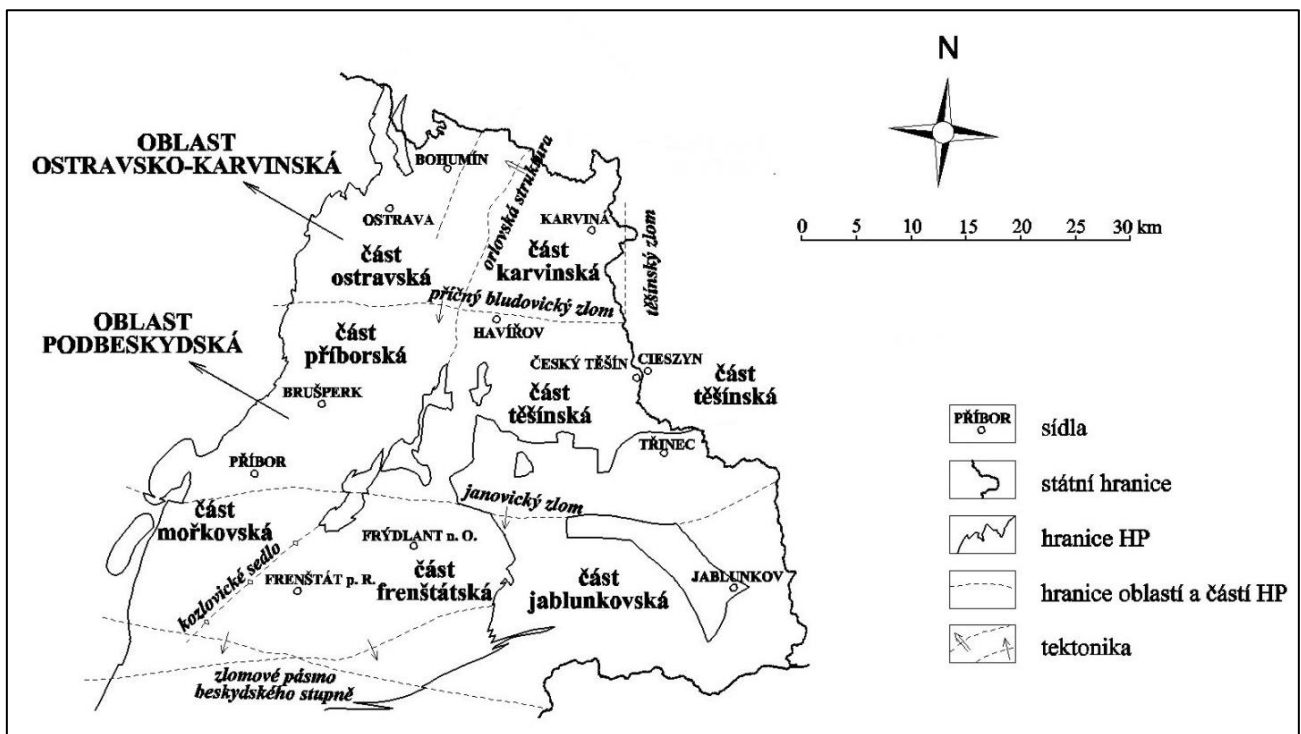 N
OBLAST
OSTRAVSKO-KARVINSKÁ
BOHUMÍN
OSTRAVA
orlovská struktura
KARVINÁ
část
ostravská
část
karvinská
těšínský zlom
0 5 10 15 20 25 30 km
příčný bludovický zlom
OBLAST
PODBESKYDSKÁ
část
příborská
HAVÍŘOV
ČESKÝ TĚŠÍN
CIESZYN
část
těšínská
BRUŠPERK
část
těšínská
TŘINEC
PŘÍBOR
janovický zlom
část
mořkovská
FRÝDLANT n. O.
kozlovické sedlo
FRENŠTÁT p. R.
část
frenštátská
část
jablunkovská
JABLUNKOV
zlomové pásmo
beskydského stupně
PŘÍBOR
sídla
státní hranice
hranice HP
hranice oblastí a částí HP
tektonika